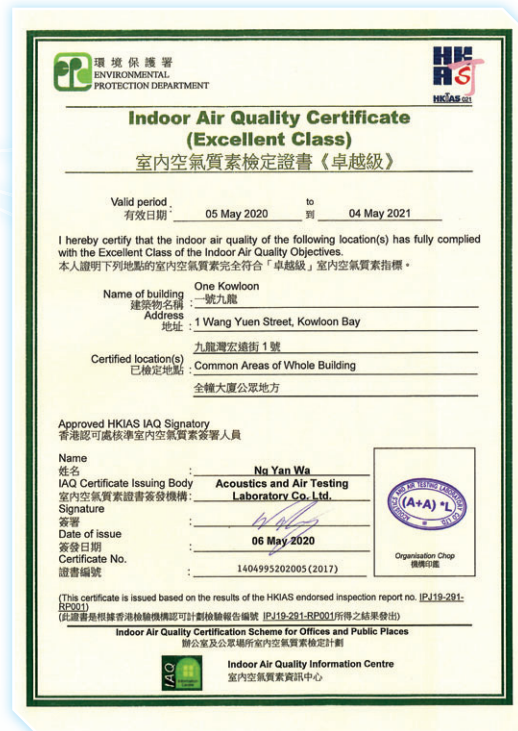 環境保護署
ENVIRONMENTAL
PROTECTION DEPARTMENT
HKAS
HKIAS 021
Indoor Air Quality Certificate
(Excellent Class)
室內空氣質素檢定證書《卓越級》
Valid period
有效日期 : 05 May 2020 to 到 04 May 2021
I hereby certify that the indoor air quality of the following location(s) has fully complied
with the Excellent Class of the Indoor Air Quality Objectives.
本人證明下列地點的室內空氣質素完全符合「卓越級」室內空氣質素指標。
Name of building One Kowloon
建築物名稱 : 一號九龍
Address
地址 : 1 Wang Yuen Street, Kowloon Bay
九龍灣宏遠街 1 號
Certified location(s)
已檢定地點 : Common Areas of Whole Building
全幢大廈公眾地方
Approved HKIAS IAQ Signatory
香港認可處核準室內空氣質素簽署人員
Name
姓名 : Ng Yan Wa
IAQ Certificate Issuing Body Acoustics and Air Testing
室內空氣質素證書簽發機構 : Laboratory Co. Ltd.
Signature
簽署 :
Date of issue
簽發日期 : 06 May 2020
Certificate No.
證書編號 : 1404995202005(2017)
ACOUSTICS AND AIR TESTING LABORATORY CO. LTD.
(A+A) *L
Organisation Chop
機構印鑑
(This certificate is issued based on the results of the HKIAS endorsed inspection report no. IPJ19-291-
RP001)
(此證書是根據香港檢驗機構認可計劃檢驗報告編號 IPJ19-291-RP001所得之結果發出)
Indoor Air Quality Certification Scheme for Offices and Public Places
辦公室及公眾場所室內空氣質素檢定計劃
IAQ
Indoor Air Quality Information Centre
室內空氣質素資訊中心